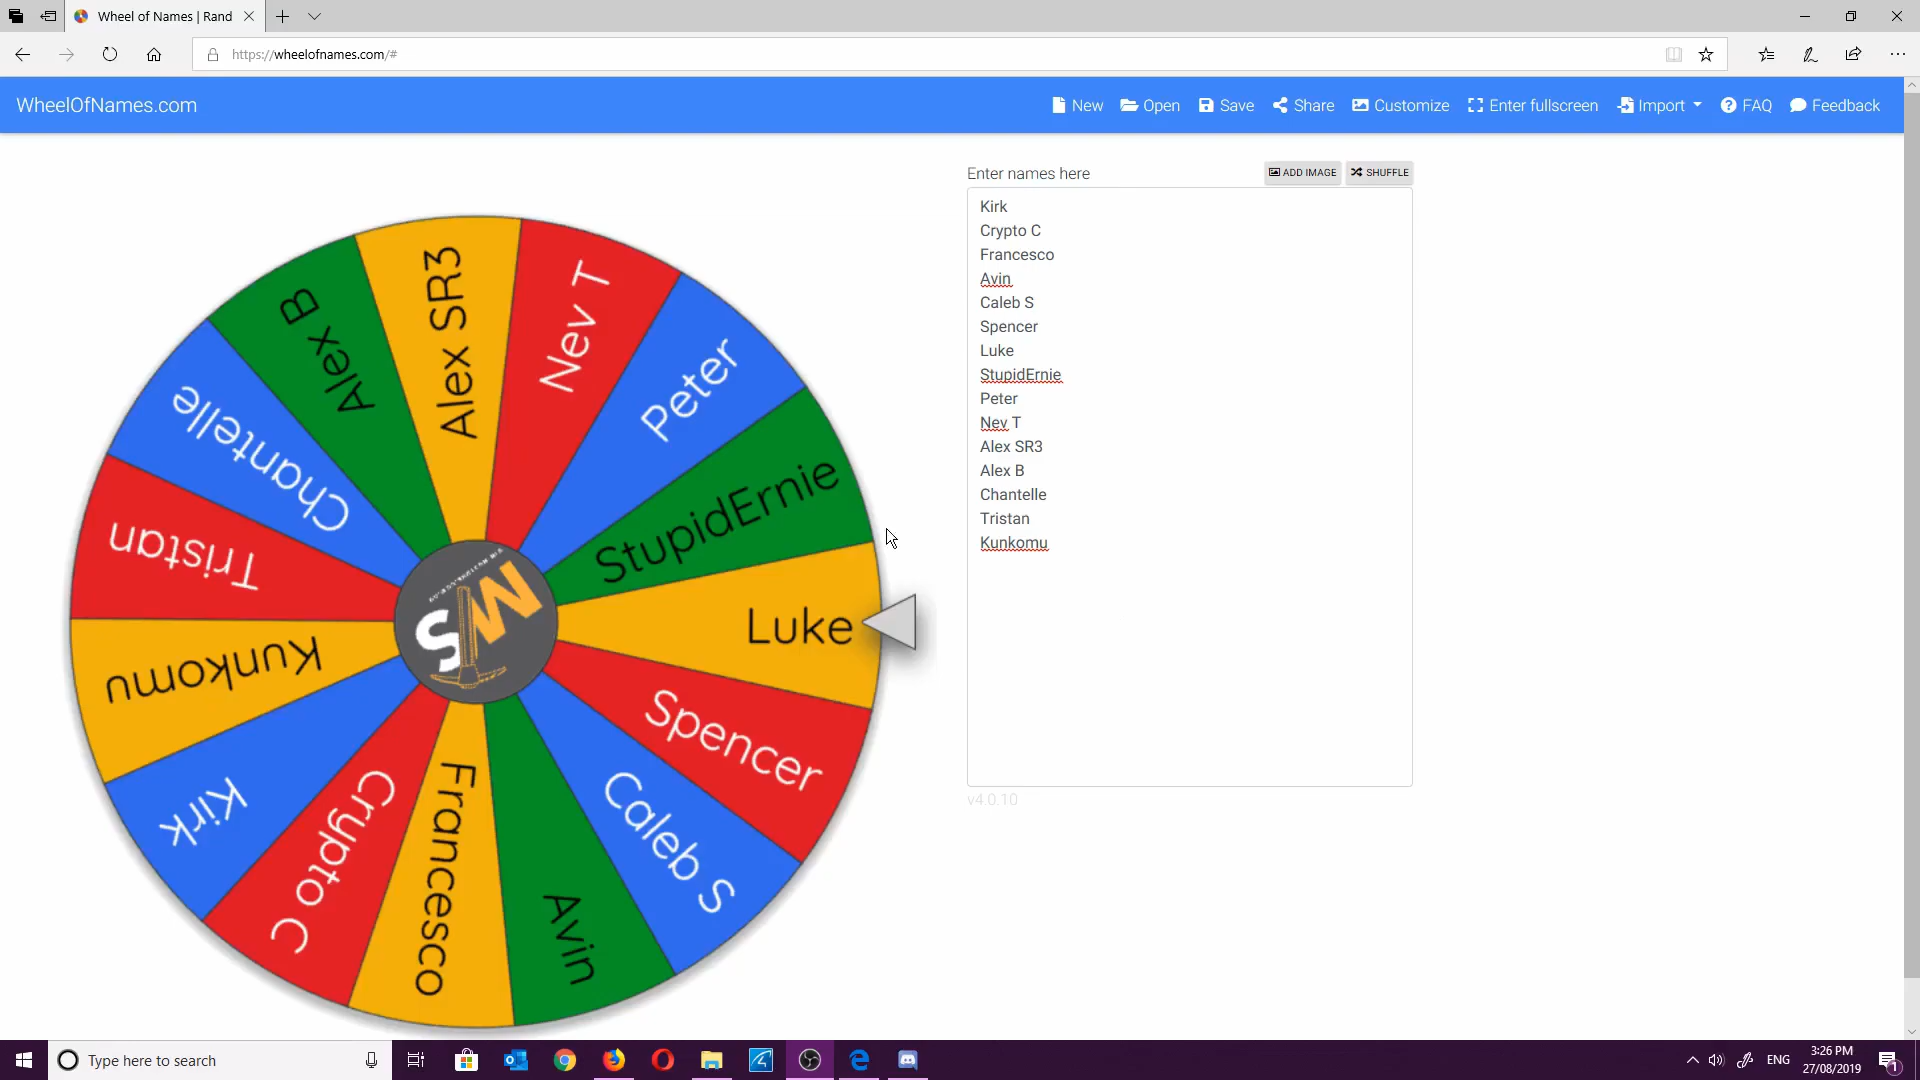 Wheel of Names | Rand
https://wheelofnames.com/#
WheelOfNames.com
New
Open
Save
Share
Customize
Enter fullscreen
Import
FAQ
Feedback
Enter names here
ADD IMAGE
SHUFFLE
Kirk
Crypto C
Francesco
Avin
Caleb S
Spencer
Luke
StupidErnie
Peter
Nev T
Alex SR3
Alex B
Chantelle
Tristan
Kunkomu
v4.0.10
Alex SR3
Nev T
Peter
StupidErnie
Luke
Spencer
Caleb S
Avin
Francesco
Crypto C
Kirk
Kunkomu
Tristan
Chantelle
Alex B
Type here to search
ENG
3:26 PM
27/08/2019
1